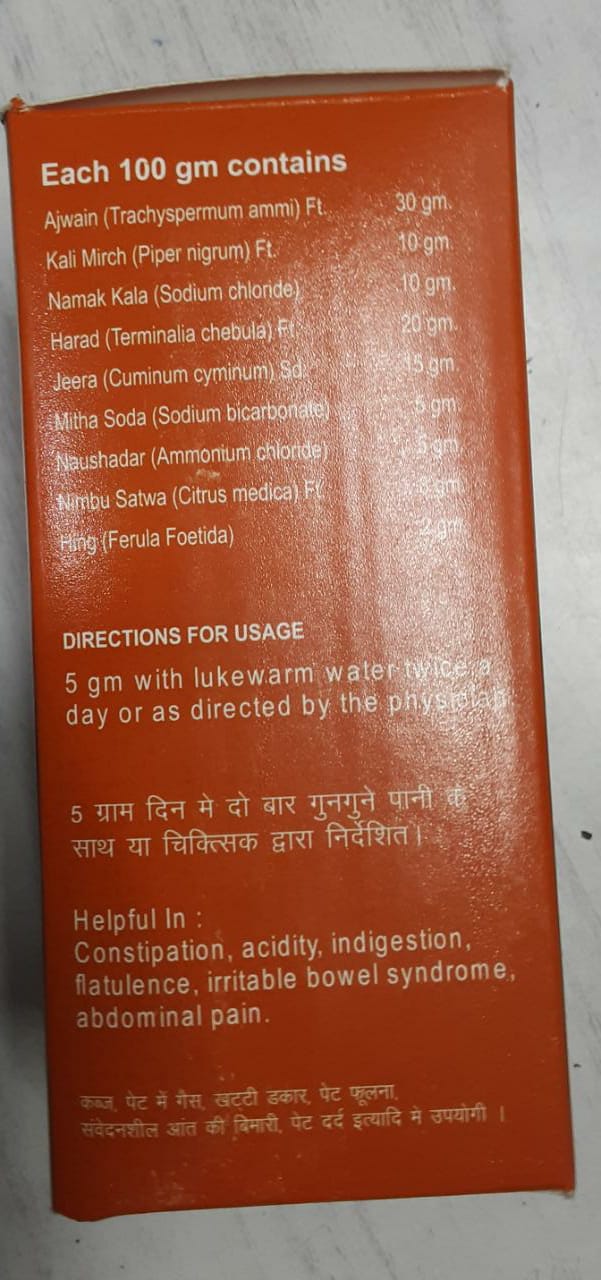 Each 100 gm contains
Ajwain (Trachyspermum ammi) Ft. 30 gm.
Kali Mirch (Piper nigrum) Ft. 10 gm.
Namak Kala (Sodium chloride) 10 gm.
Harad (Terminalia chebula) Ft. 20 gm.
Jeera (Cuminum cyminum) Sd. 15 gm.
Mitha Soda (Sodium bicarbonate) 5 gm.
Naushadar (Ammonium chloride) 5 gm.
Nimbu Satwa (Citrus medica) Ft. 3 gm.
Hing (Ferula Foetida) 2 gm.
DIRECTIONS FOR USAGE
5 gm with lukewarm water twice a
day or as directed by the physician
5 ग्राम दिन मे दो बार गुनगुने पानी के
साथ या चिक्तिसक द्वारा निर्देशित।
Helpful In :
Constipation, acidity, indigestion,
flatulence, irritable bowel syndrome,
abdominal pain.
कब्ज, पेट में गैस, खटटी डकार, पेट फूलना,
संवेदनशील आंत की बिमारी, पेट दर्द इत्यादि मे उपयोगी ।